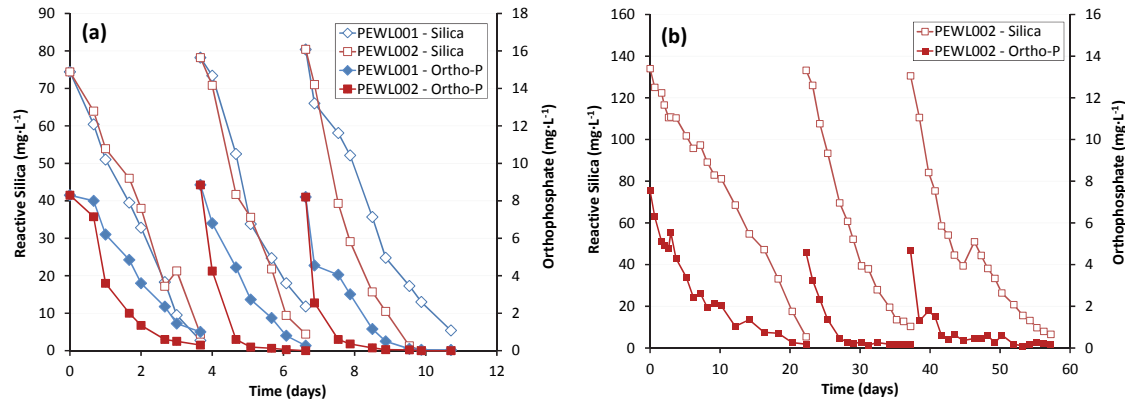 (a)
PEWL001 - Silica
PEWL002 - Silica
PEWL001 - Ortho-P
PEWL002 - Ortho-P
90
80
70
60
50
40
30
20
10
0
Reactive Silica (mg·L⁻¹)
18
16
14
12
10
8
6
4
2
0
Orthophosphate (mg·L⁻¹)
0 2 4 6 8 10 12
Time (days)
(b)
PEWL002 - Silica
PEWL002 - Ortho-P
160
140
120
100
80
60
40
20
0
Reactive Silica (mg·L⁻¹)
16
14
12
10
8
6
4
2
0
Orthophosphate (mg·L⁻¹)
0 10 20 30 40 50 60
Time (days)